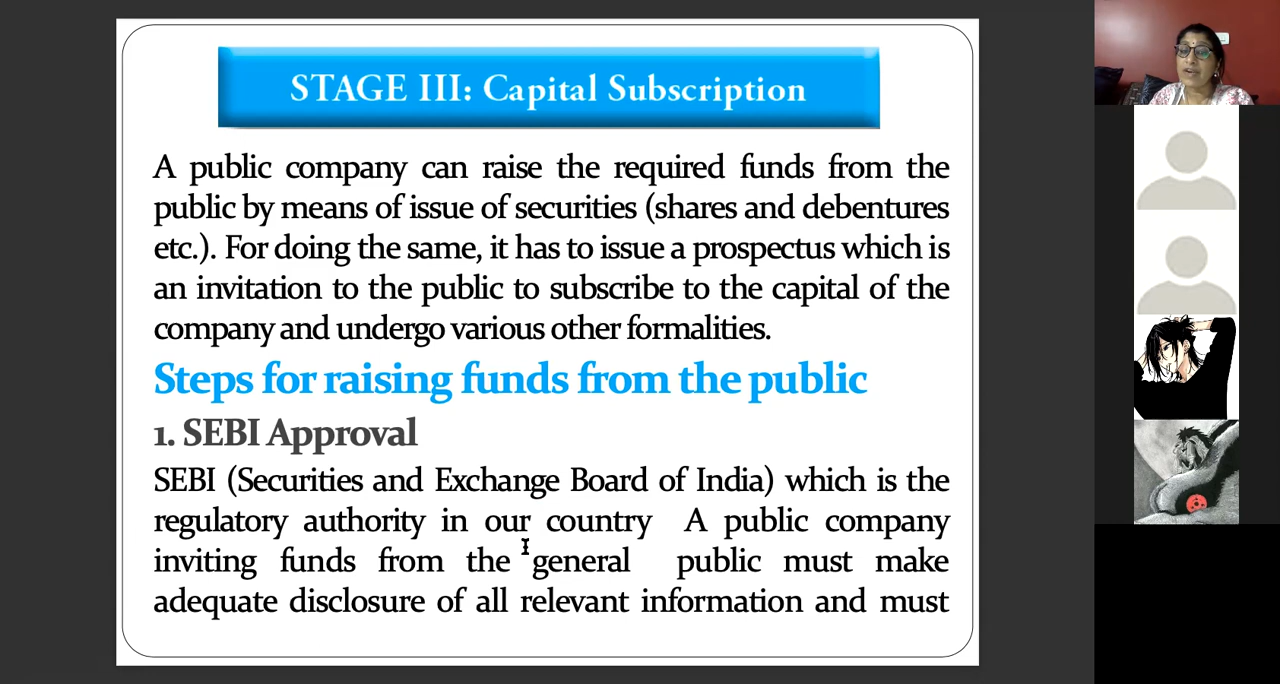 STAGE III: Capital Subscription
A public company can raise the required funds from the
public by means of issue of securities (shares and debentures
etc.). For doing the same, it has to issue a prospectus which is
an invitation to the public to subscribe to the capital of the
company and undergo various other formalities.
Steps for raising funds from the public
1. SEBI Approval
SEBI (Securities and Exchange Board of India) which is the
regulatory authority in our country A public company
inviting funds from the general public must make
adequate disclosure of all relevant information and must